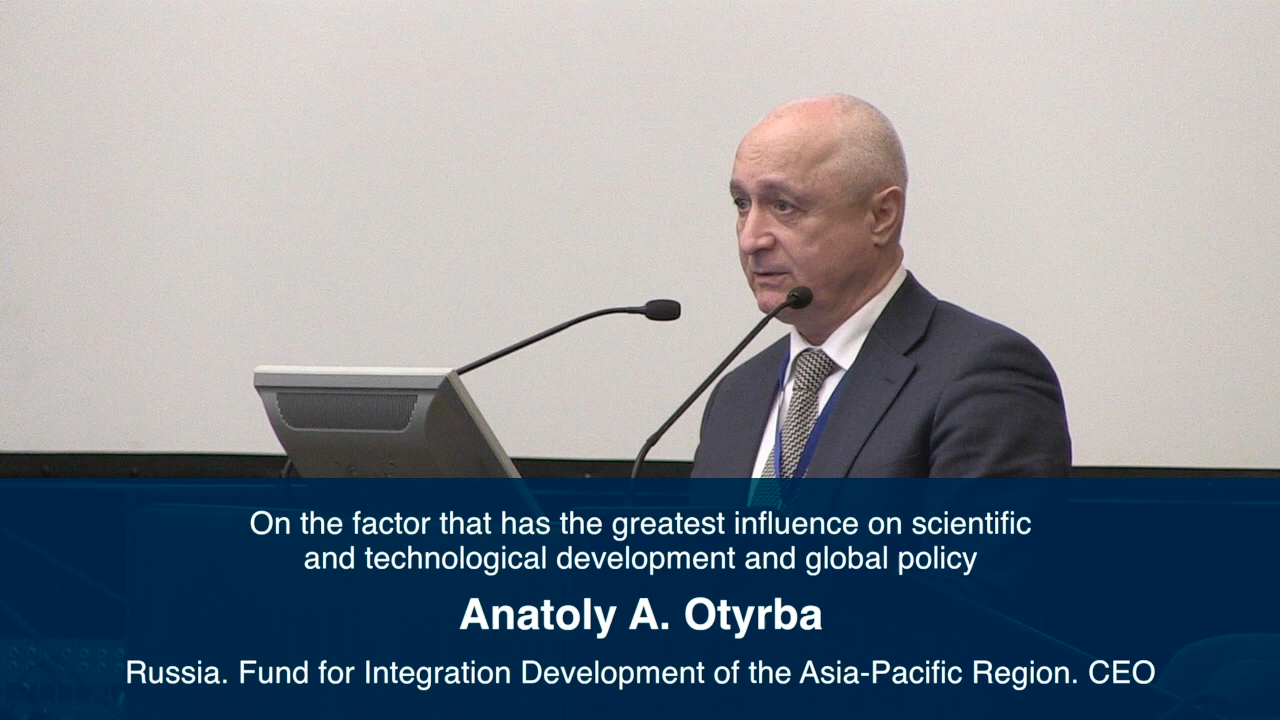 On the factor that has the greatest influence on scientific
and technological development and global policy
Anatoly A. Otyrba
Russia. Fund for Integration Development of the Asia-Pacific Region. CEO